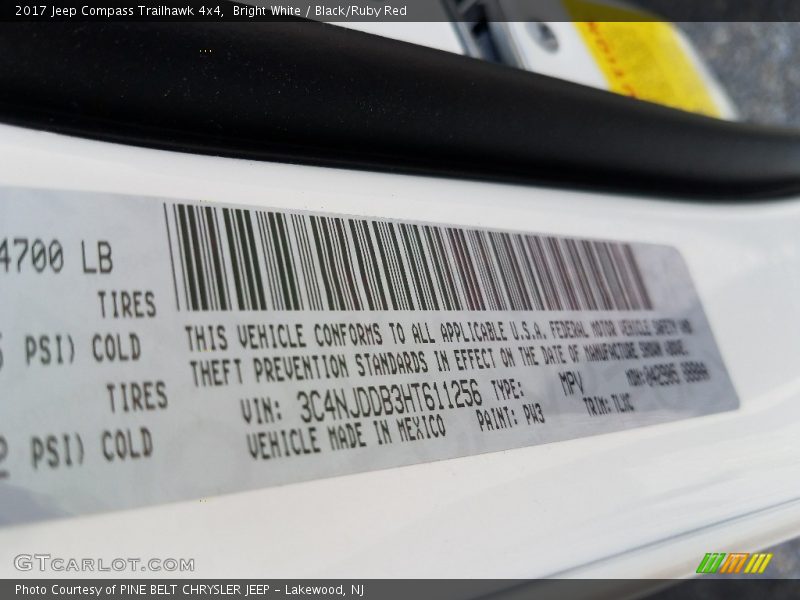 2017 Jeep Compass Trailhawk 4x4,  Bright White / Black/Ruby Red
4700 LB
TIRES
PSI) COLD
TIRES
PSI) COLD
THIS VEHICLE CONFORMS TO ALL APPLICABLE U.S.A. FEDERAL MOTOR VEHICLE SAFETY AND
THEFT PREVENTION STANDARDS IN EFFECT ON THE DATE OF MANUFACTURE SHOWN ABOVE.
VIN: 3C4NJDDB3HT611256 TYPE: MPV
VEHICLE MADE IN MEXICO PAINT: PW3 TRIM:
GTCARLOT.COM
Photo Courtesy of PINE BELT CHRYSLER JEEP – Lakewood, NJ